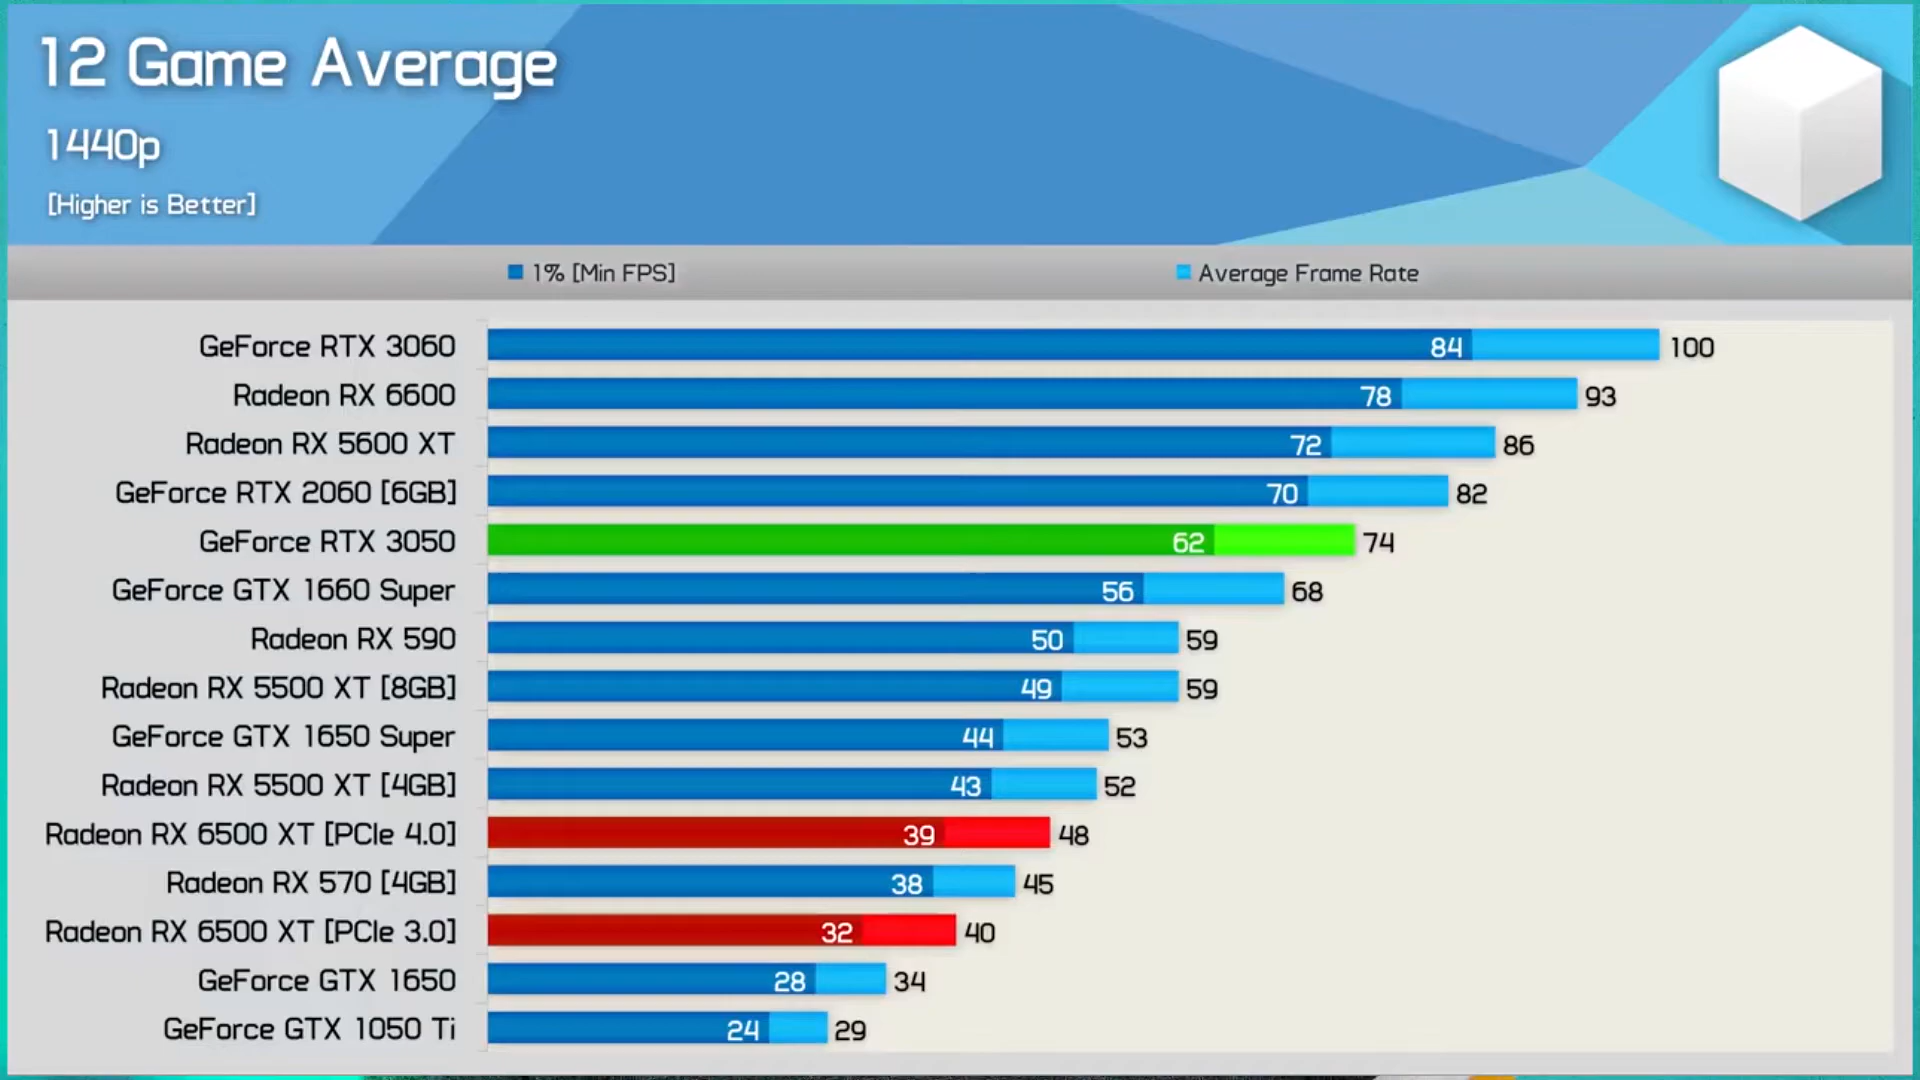 12 Game Average
1440p
[Higher is Better]
1% [Min FPS] Average Frame Rate
GeForce RTX 3060 84 100
Radeon RX 6600 78 93
Radeon RX 5600 XT 72 86
GeForce RTX 2060 [6GB] 70 82
GeForce RTX 3050 62 74
GeForce GTX 1660 Super 56 68
Radeon RX 590 50 59
Radeon RX 5500 XT [8GB] 49 59
GeForce GTX 1650 Super 44 53
Radeon RX 5500 XT [4GB] 43 52
Radeon RX 6500 XT [PCIe 4.0] 39 48
Radeon RX 570 [4GB] 38 45
Radeon RX 6500 XT [PCIe 3.0] 32 40
GeForce GTX 1650 28 34
GeForce GTX 1050 Ti 24 29